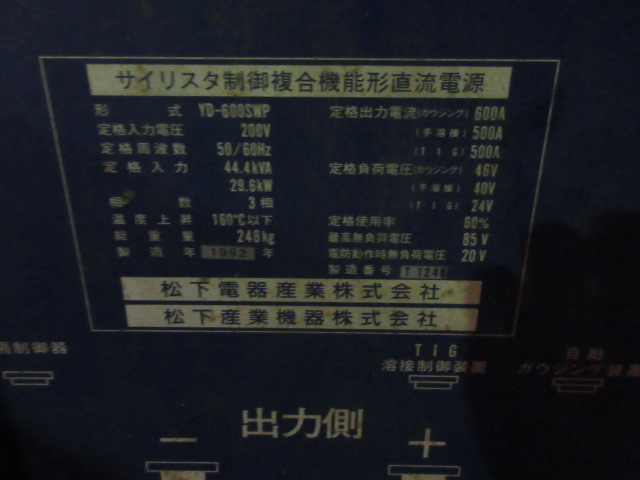 サイリスタ制御複合機能形直流電源
形式 YD-600SWP
定格入力電圧 200V
定格周波数 50/60Hz
定格入力 44.4kVA
29.6kW
相数 3相
温度上昇 160℃以下
総重量 248kg
製造年 1992年
定格出力電流(ガウジング) 600A
(手溶接) 500A
(TIG) 500A
定格負荷電圧(ガウジング) 46V
(手溶接) 40V
(TIG) 24V
定格使用率 60%
最高無負荷電圧 85V
電防動作時無負荷電圧 20V
製造番号 T1240
松下電器産業株式会社
松下産業機器株式会社
制御器
TIG
溶接制御装置
自動
ガウジング装置
出力側
− +